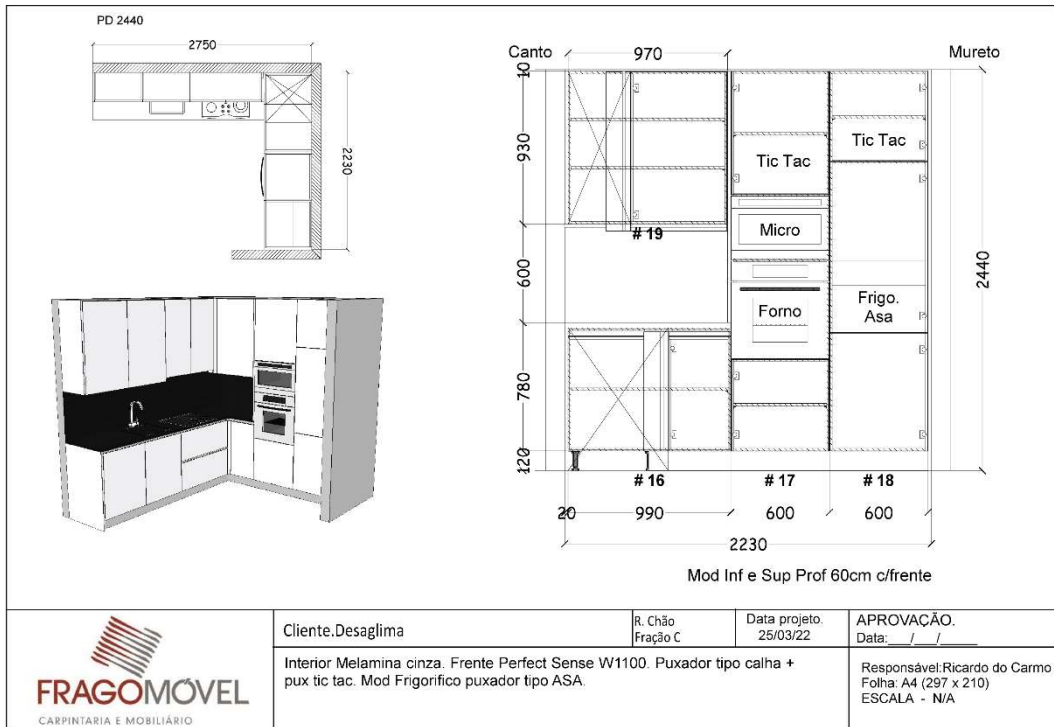 PD 2440
2750
2230
Canto
970
Mureto
10
930
600
780
120
2440
Tic Tac
Tic Tac
Micro
# 19
Forno
Frigo.
Asa
# 16
# 17
# 18
20
990
600
600
2230
Mod Inf e Sup Prof 60cm c/frente
FRAGOMÓVEL
CARPINTARIA E MOBILIÁRIO
Cliente.Desaglima
R. Chão
Fração C
Data projeto.
25/03/22
APROVAÇÃO.
Data:___/___/_____
Interior Melamina cinza. Frente Perfect Sense W1100. Puxador tipo calha +
pux tic tac. Mod Frigorifico puxador tipo ASA.
Responsável:Ricardo do Carmo
Folha: A4 (297 x 210)
ESCALA - N/A